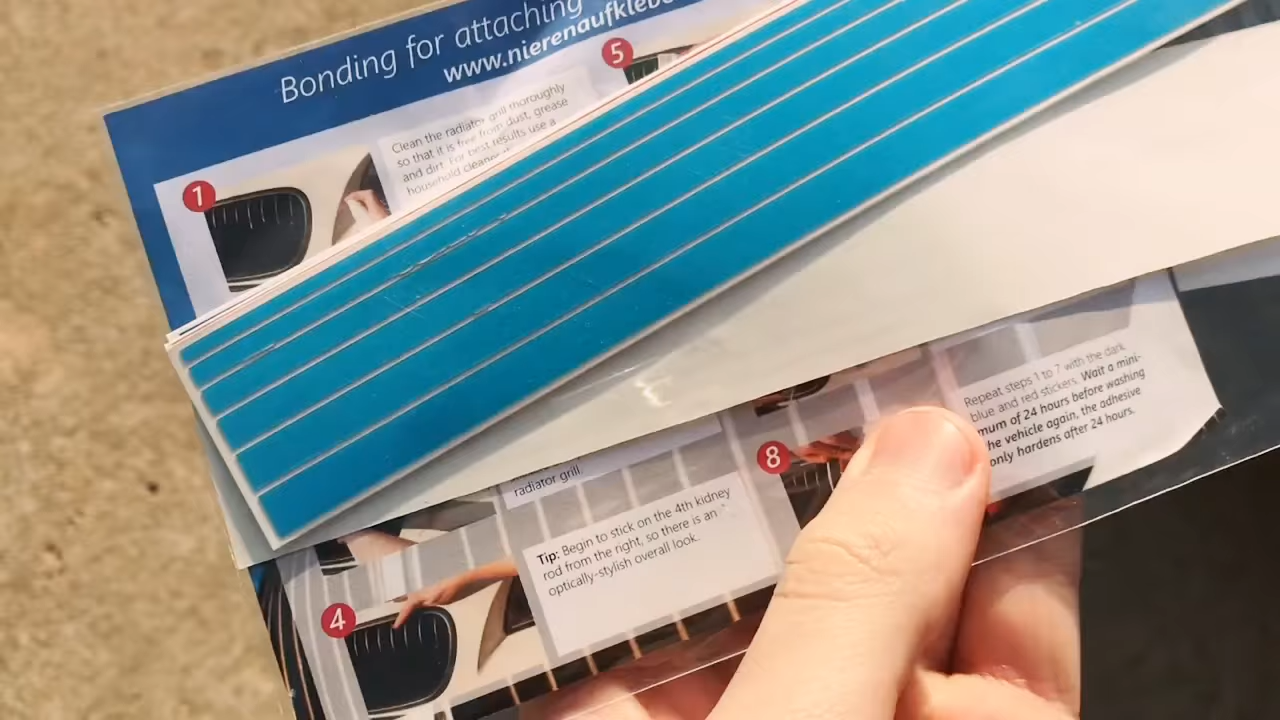 Bonding for attaching
www.nierenaufklebe
1
Clean the radiator grill thoroughly
so that it is free from dust, grease
and dirt. For best results use a
household cleaner
5
radiator grill.
4
Tip: Begin to stick on the 4th kidney
rod from the right, so there is an
optically-stylish overall look.
8
Repeat steps 1 to 7 with the dark
blue and red stickers. Wait a mini-
mum of 24 hours before washing
he vehicle again, the adhesive
only hardens after 24 hours.